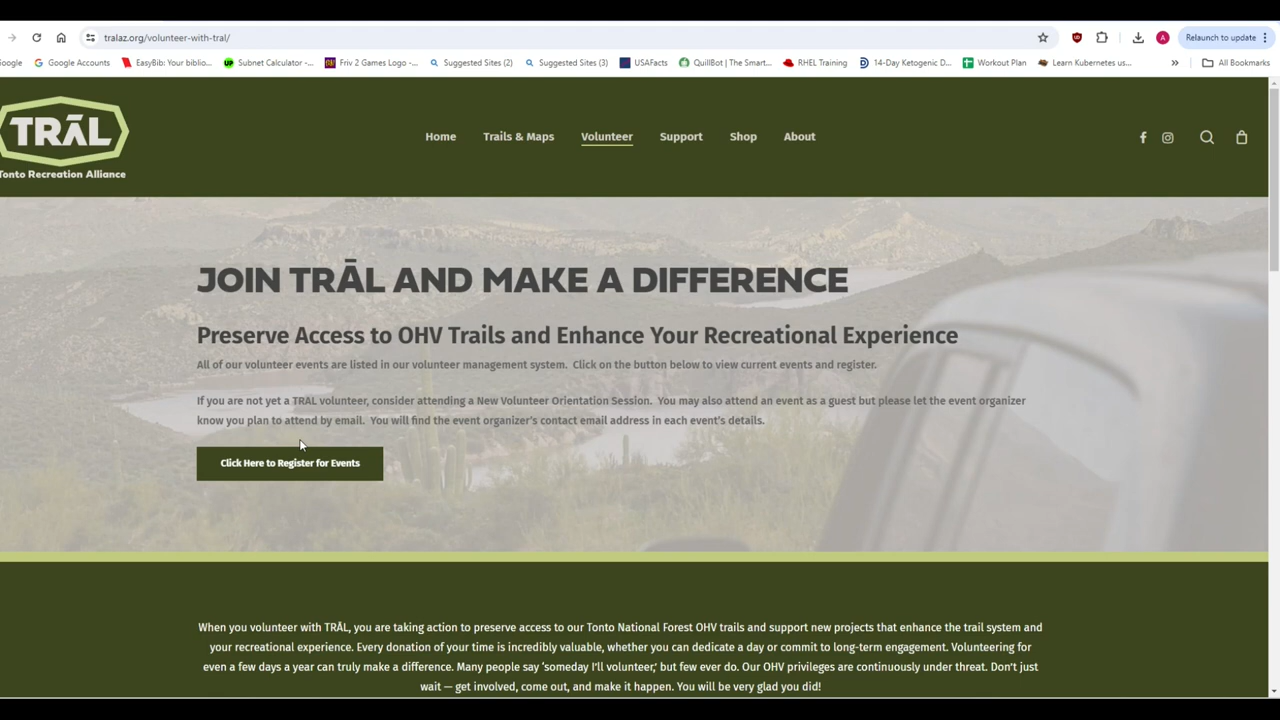 tralaz.org/volunteer-with-tral/
A
Relaunch to update
Google
Google Accounts
EasyBib: Your biblio...
UP
Subnet Calculator -...
Friv 2 Games Logo -...
Suggested Sites (2)
Suggested Sites (3)
USAFacts
QuillBot | The Smart...
RHEL Training
14-Day Ketogenic D...
Workout Plan
Learn Kubernetes us...
»
All Bookmarks
TRĀL
Tonto Recreation Alliance
Home
Trails & Maps
Volunteer
Support
Shop
About
JOIN TRĀL AND MAKE A DIFFERENCE
Preserve Access to OHV Trails and Enhance Your Recreational Experience
All of our volunteer events are listed in our volunteer management system. Click on the button below to view current events and register.
If you are not yet a TRAL volunteer, consider attending a New Volunteer Orientation Session. You may also attend an event as a guest but please let the event organizer
know you plan to attend by email. You will find the event organizer's contact email address in each event's details.
Click Here to Register for Events
When you volunteer with TRĀL, you are taking action to preserve access to our Tonto National Forest OHV trails and support new projects that enhance the trail system and
your recreational experience. Every donation of your time is incredibly valuable, whether you can dedicate a day or commit to long-term engagement. Volunteering for
even a few days a year can truly make a difference. Many people say 'someday I'll volunteer,' but few ever do. Our OHV privileges are continuously under threat. Don't just
wait — get involved, come out, and make it happen. You will be very glad you did!